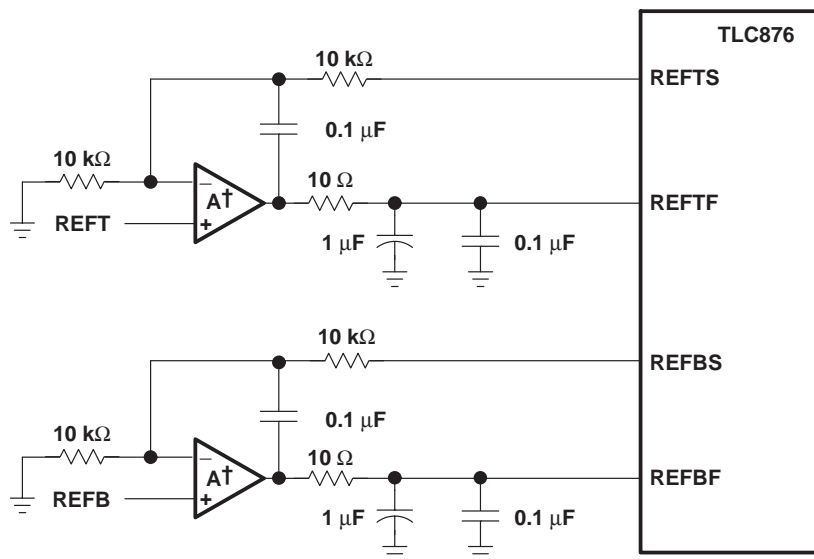 TLC876
10 kΩ
REFTS
0.1 μF
10 kΩ
10 Ω
−
A†
+
REFTF
REFT
1 μF
0.1 μF
10 kΩ
REFBS
0.1 μF
10 kΩ
10 Ω
−
A†
+
REFBF
REFB
1 μF
0.1 μF